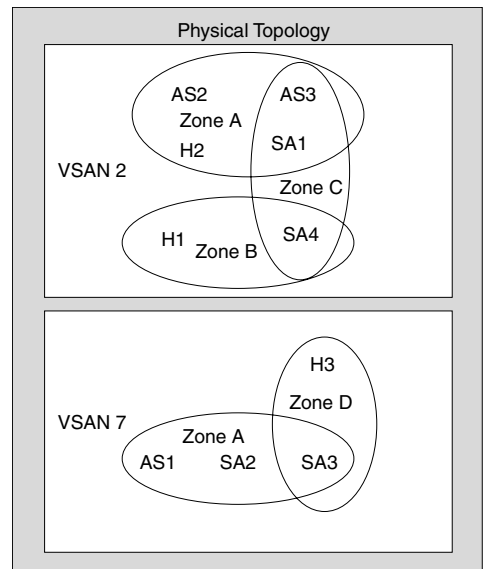 Physical Topology
AS2
AS3
Zone A
SA1
H2
VSAN 2
Zone C
H1
SA4
Zone B
H3
Zone D
VSAN 7
Zone A
AS1
SA2
SA3